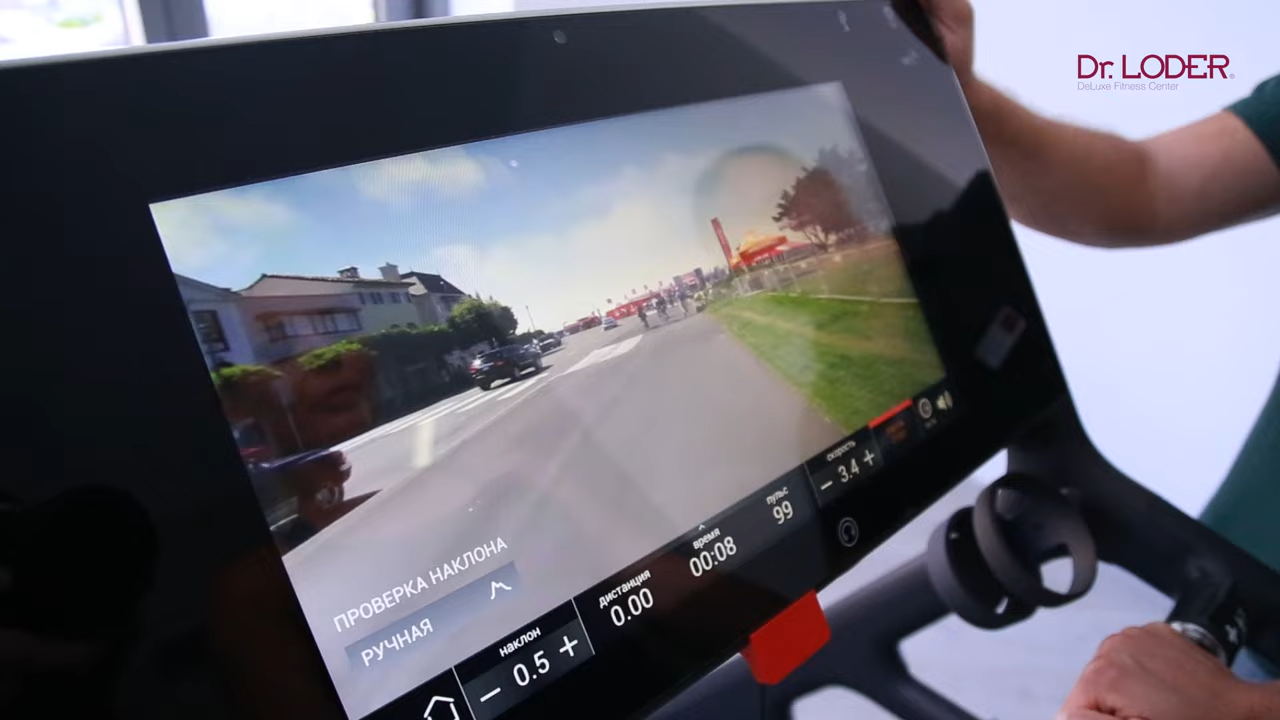 Dr. LODER®
DeLuxe Fitness Center
ПРОВЕРКА НАКЛОНА
РУЧНАЯ
наклон
− 0.5 +
дистанция
0.00
время
00:08
пульс
99
скорость
− 3.4 +